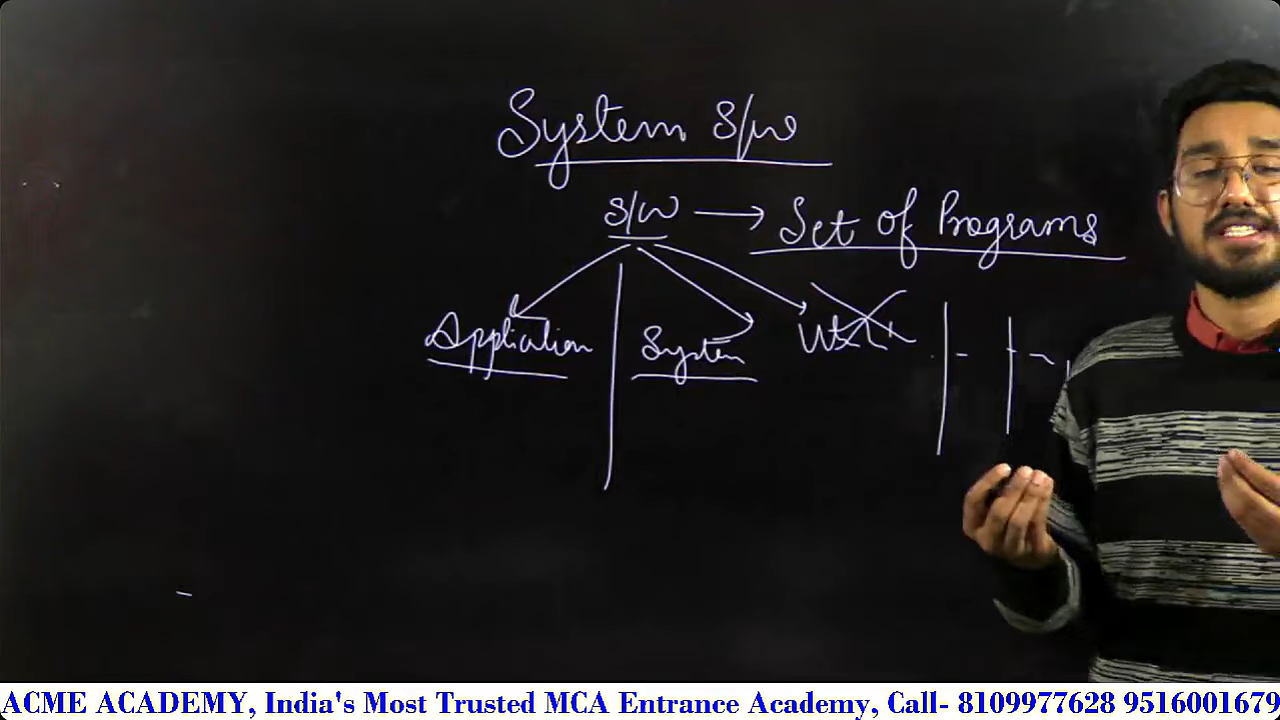 System S/w
S/w → Set of Programs
Application System
ACME ACADEMY, India's Most Trusted MCA Entrance Academy, Call- 8109977628 9516001679